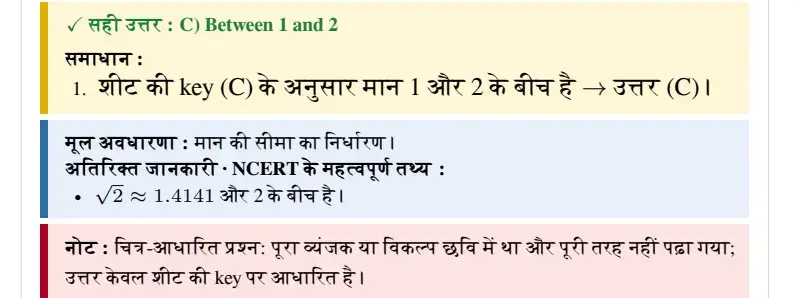 ✓ सही उत्तर : C) Between 1 and 2
समाधान :
1. शीट की key (C) के अनुसार मान 1 और 2 के बीच है → उत्तर (C)।
मूल अवधारणा : मान की सीमा का निर्धारण।
अतिरिक्त जानकारी · NCERT के महत्वपूर्ण तथ्य :
• √2 ≈ 1.4141 और 2 के बीच है।
नोट : चित्र-आधारित प्रश्न: पूरा व्यंजक या विकल्प छवि में था और पूरी तरह नहीं पढ़ा गया;
उत्तर केवल शीट की key पर आधारित है।